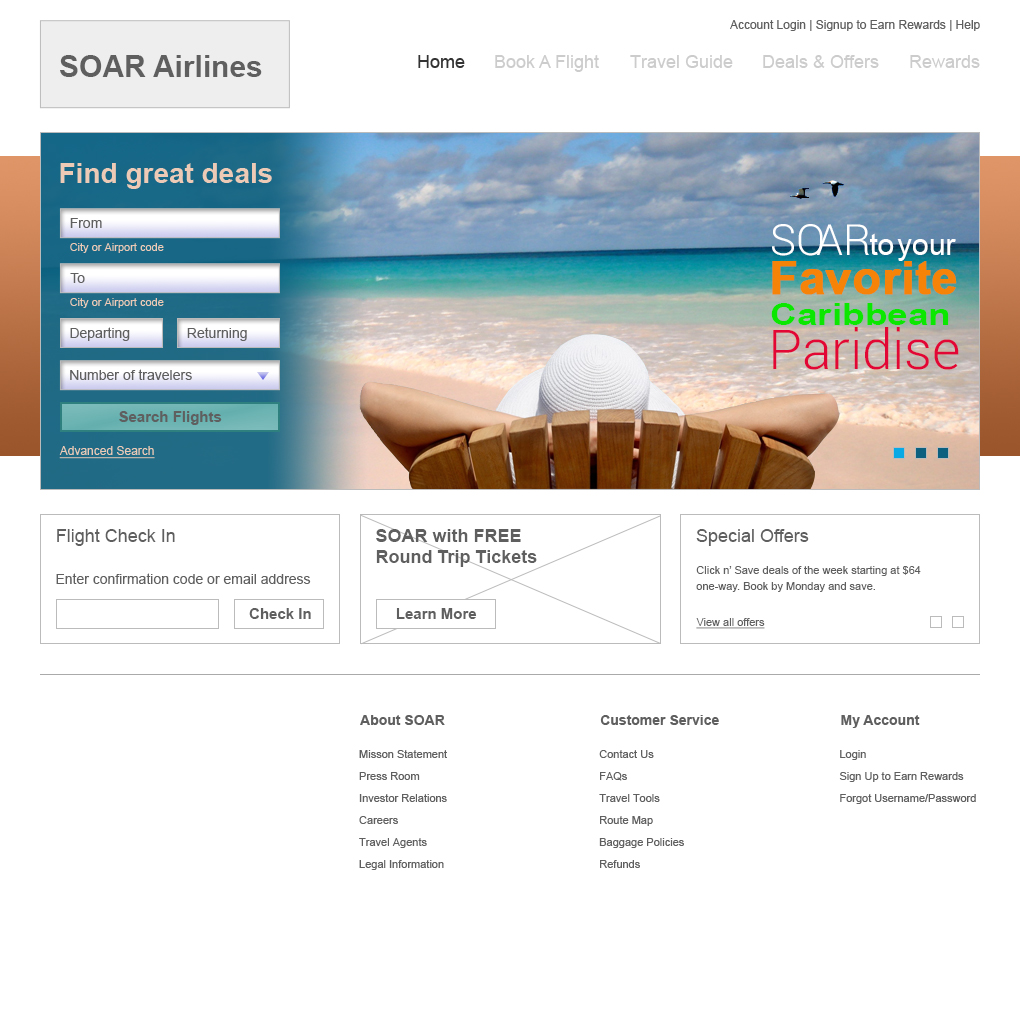 Account Login | Signup to Earn Rewards | Help
SOAR Airlines
Home
Book A Flight
Travel Guide
Deals & Offers
Rewards
Find great deals
From
City or Airport code
To
City or Airport code
Departing
Returning
Number of travelers
Search Flights
Advanced Search
SOAR to your
Favorite
Caribbean
Paridise
Flight Check In
Enter confirmation code or email address
Check In
SOAR with FREE
Round Trip Tickets
Learn More
Special Offers
Click n' Save deals of the week starting at $64
one-way. Book by Monday and save.
View all offers
About SOAR
Misson Statement
Press Room
Investor Relations
Careers
Travel Agents
Legal Information
Customer Service
Contact Us
FAQs
Travel Tools
Route Map
Baggage Policies
Refunds
My Account
Login
Sign Up to Earn Rewards
Forgot Username/Password